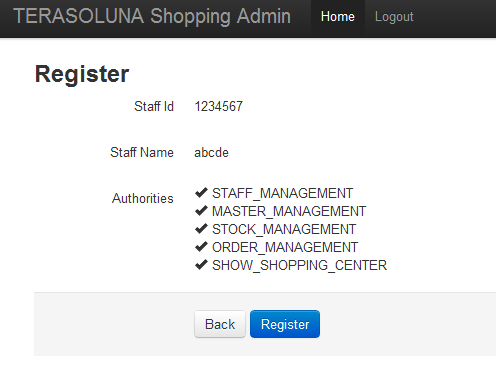 TERASOLUNA Shopping Admin Home Logout
Register
Staff Id 1234567
Staff Name abcde
Authorities ✔ STAFF_MANAGEMENT
✔ MASTER_MANAGEMENT
✔ STOCK_MANAGEMENT
✔ ORDER_MANAGEMENT
✔ SHOW_SHOPPING_CENTER
Back Register